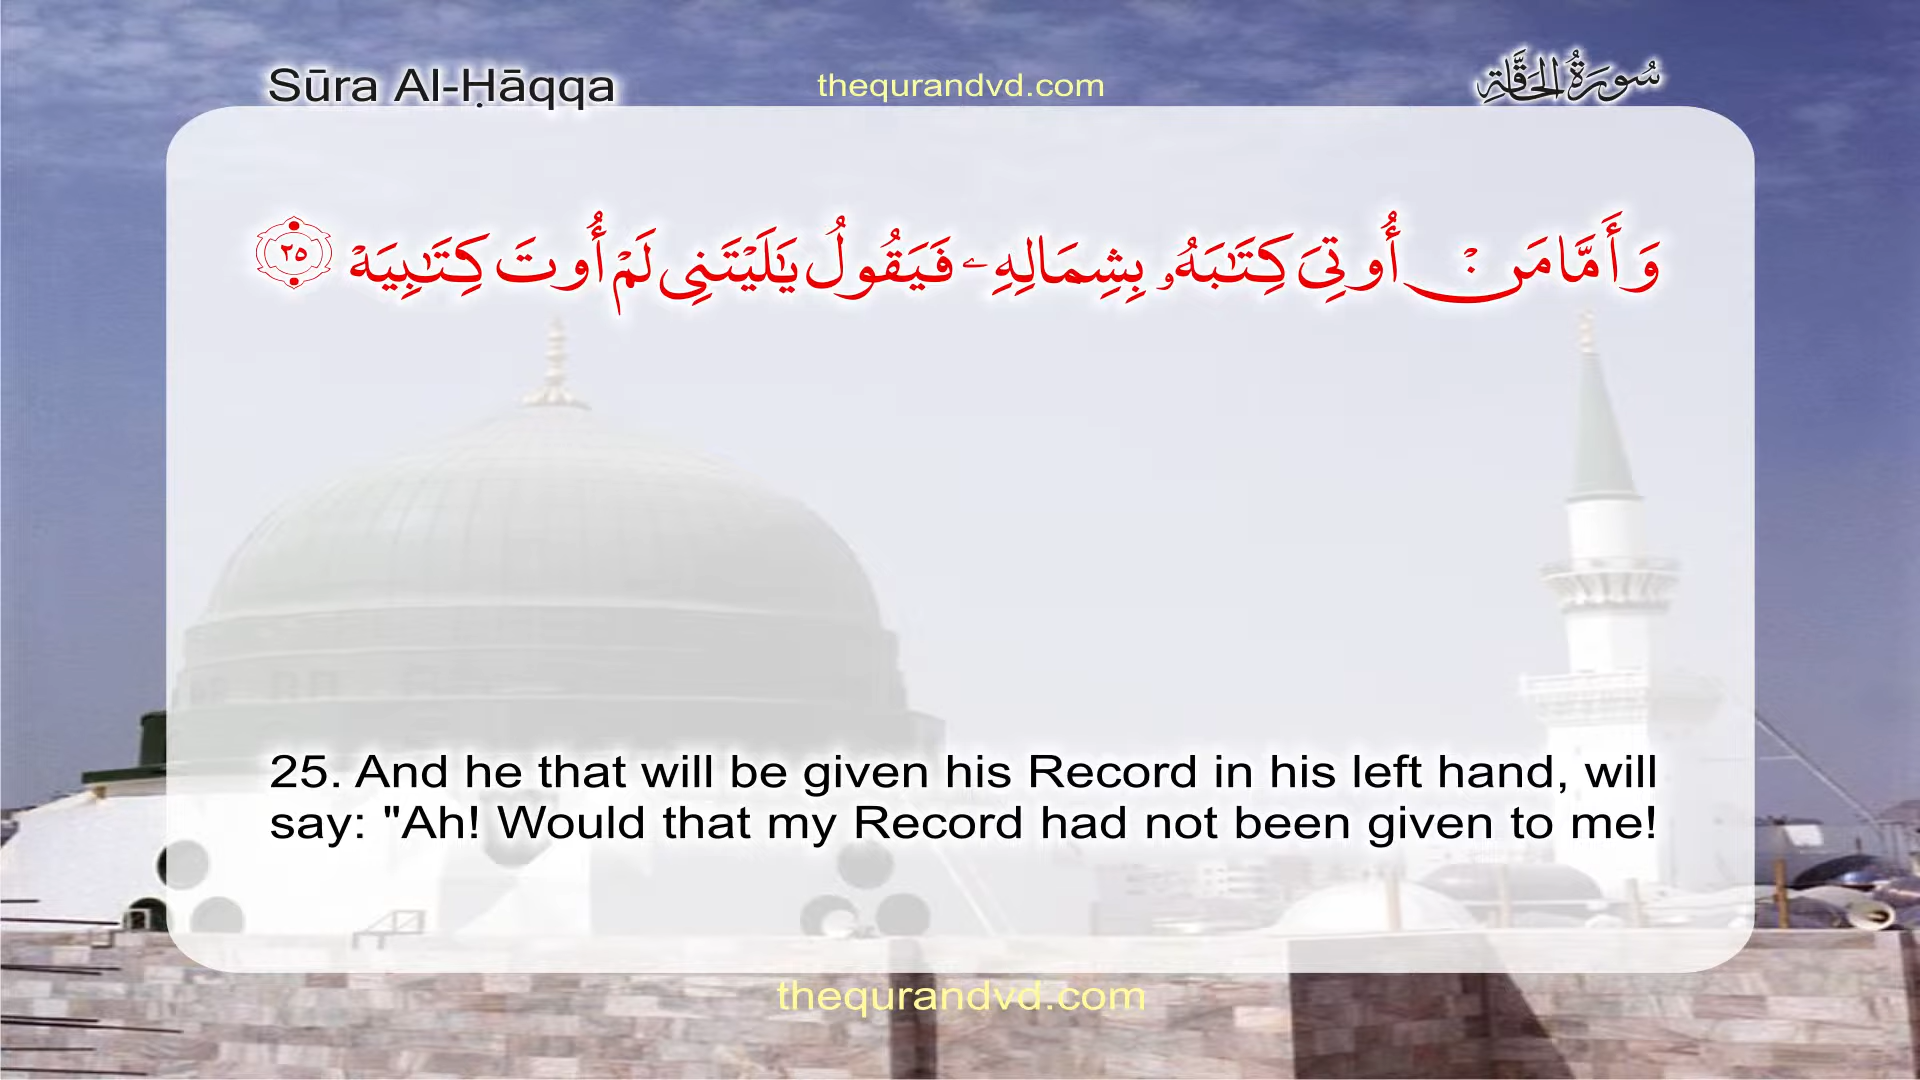 Sūra Al-Ḥāqqa thequrandvd.com سُورَةُ الحَاقَّةِ
وَأَمَّا مَنۡ أُوتِيَ كِتَٰبَهُۥ بِشِمَالِهِۦ فَيَقُولُ يَٰلَيۡتَنِي لَمۡ أُوتَ كِتَٰبِيَهۡ ٢٥
25. And he that will be given his Record in his left hand, will
say: "Ah! Would that my Record had not been given to me!
thequrandvd.com